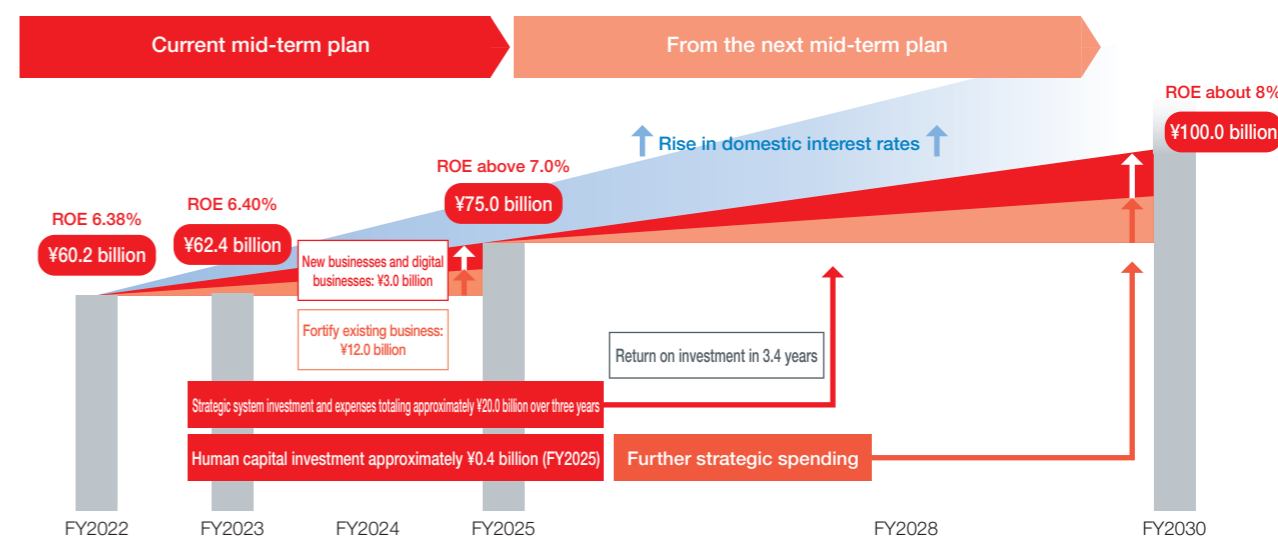 Current mid-term plan
From the next mid-term plan
ROE about 8%
¥100.0 billion
Rise in domestic interest rates
ROE above 7.0%
¥75.0 billion
ROE 6.40%
¥62.4 billion
ROE 6.38%
¥60.2 billion
New businesses and digital
businesses: ¥3.0 billion
Fortify existing business:
¥12.0 billion
Return on investment in 3.4 years
Strategic system investment and expenses totaling approximately ¥20.0 billion over three years
Human capital investment approximately ¥0.4 billion (FY2025)
Further strategic spending
FY2022
FY2023
FY2024
FY2025
FY2028
FY2030